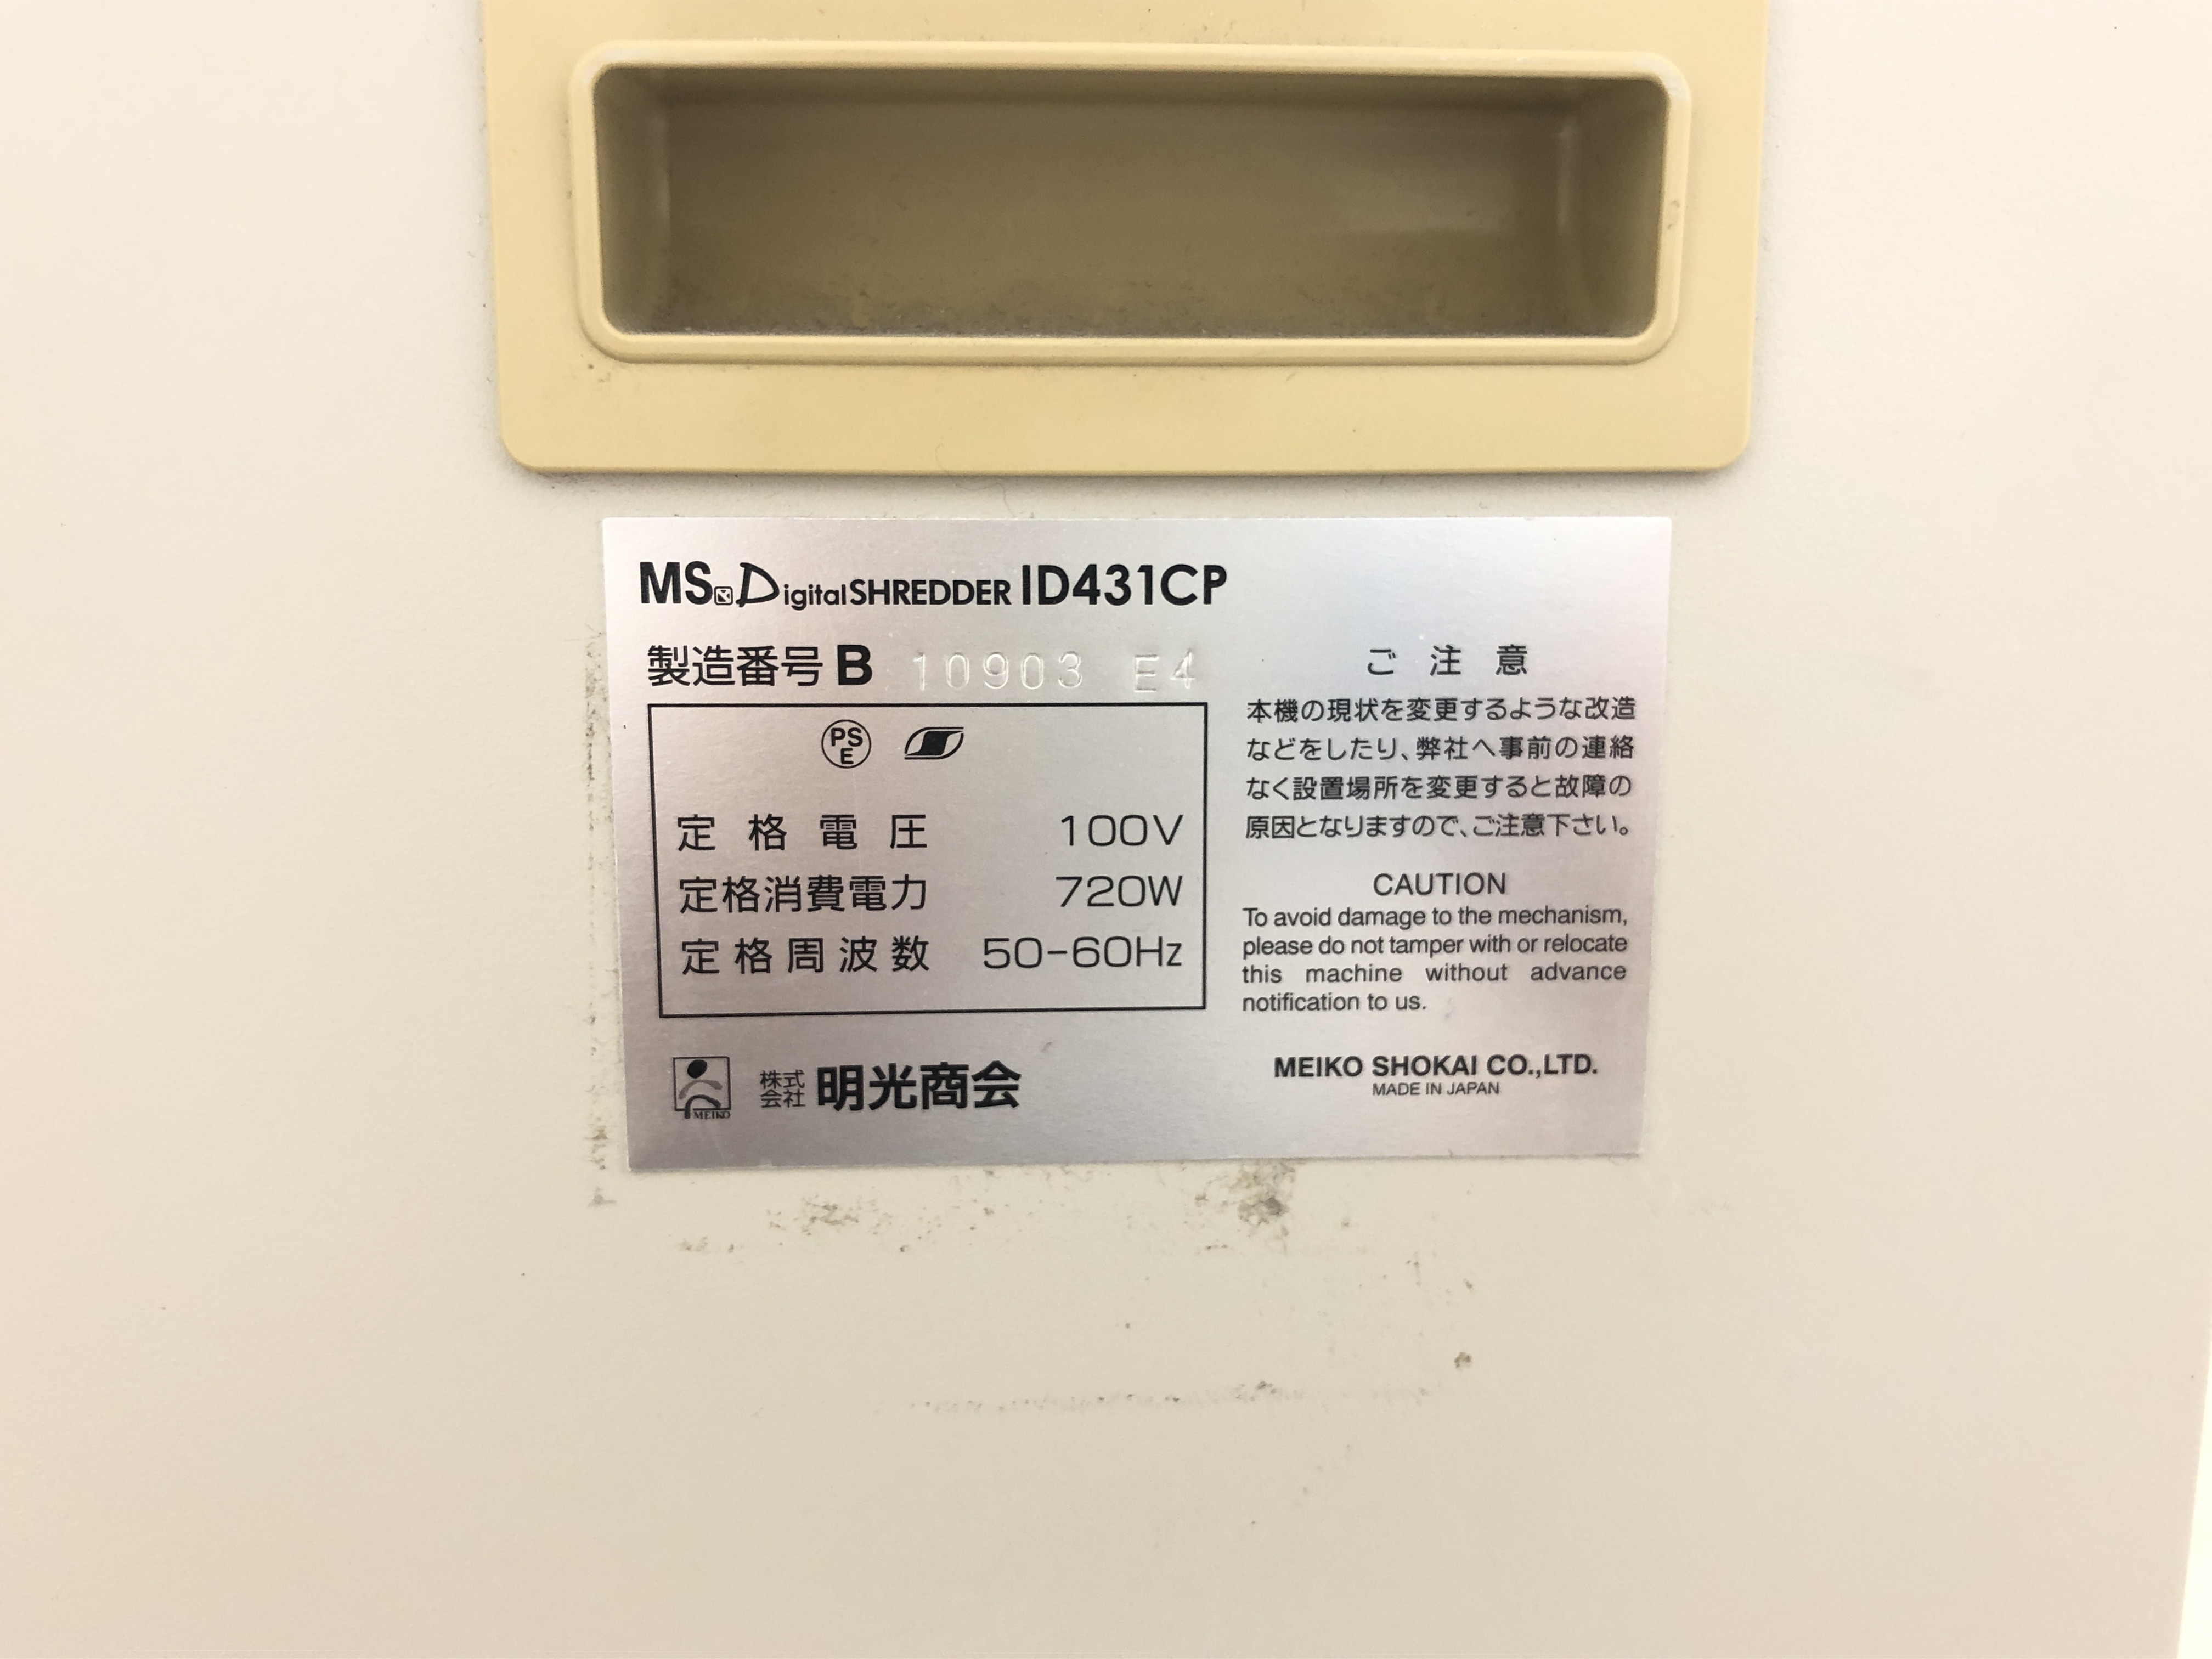 MS DigitalSHREDDER ID431CP
製造番号 B 10903 E4
PS
E
定格電圧 100V
定格消費電力 720W
定格周波数 50-60Hz
MEIKO
株式会社 明光商会
ご注意
本機の現状を変更するような改造
などをしたり、弊社へ事前の連絡
なく設置場所を変更すると故障の
原因となりますので、ご注意下さい。
CAUTION
To avoid damage to the mechanism,
please do not tamper with or relocate
this machine without advance
notification to us.
MEIKO SHOKAI CO.,LTD.
MADE IN JAPAN